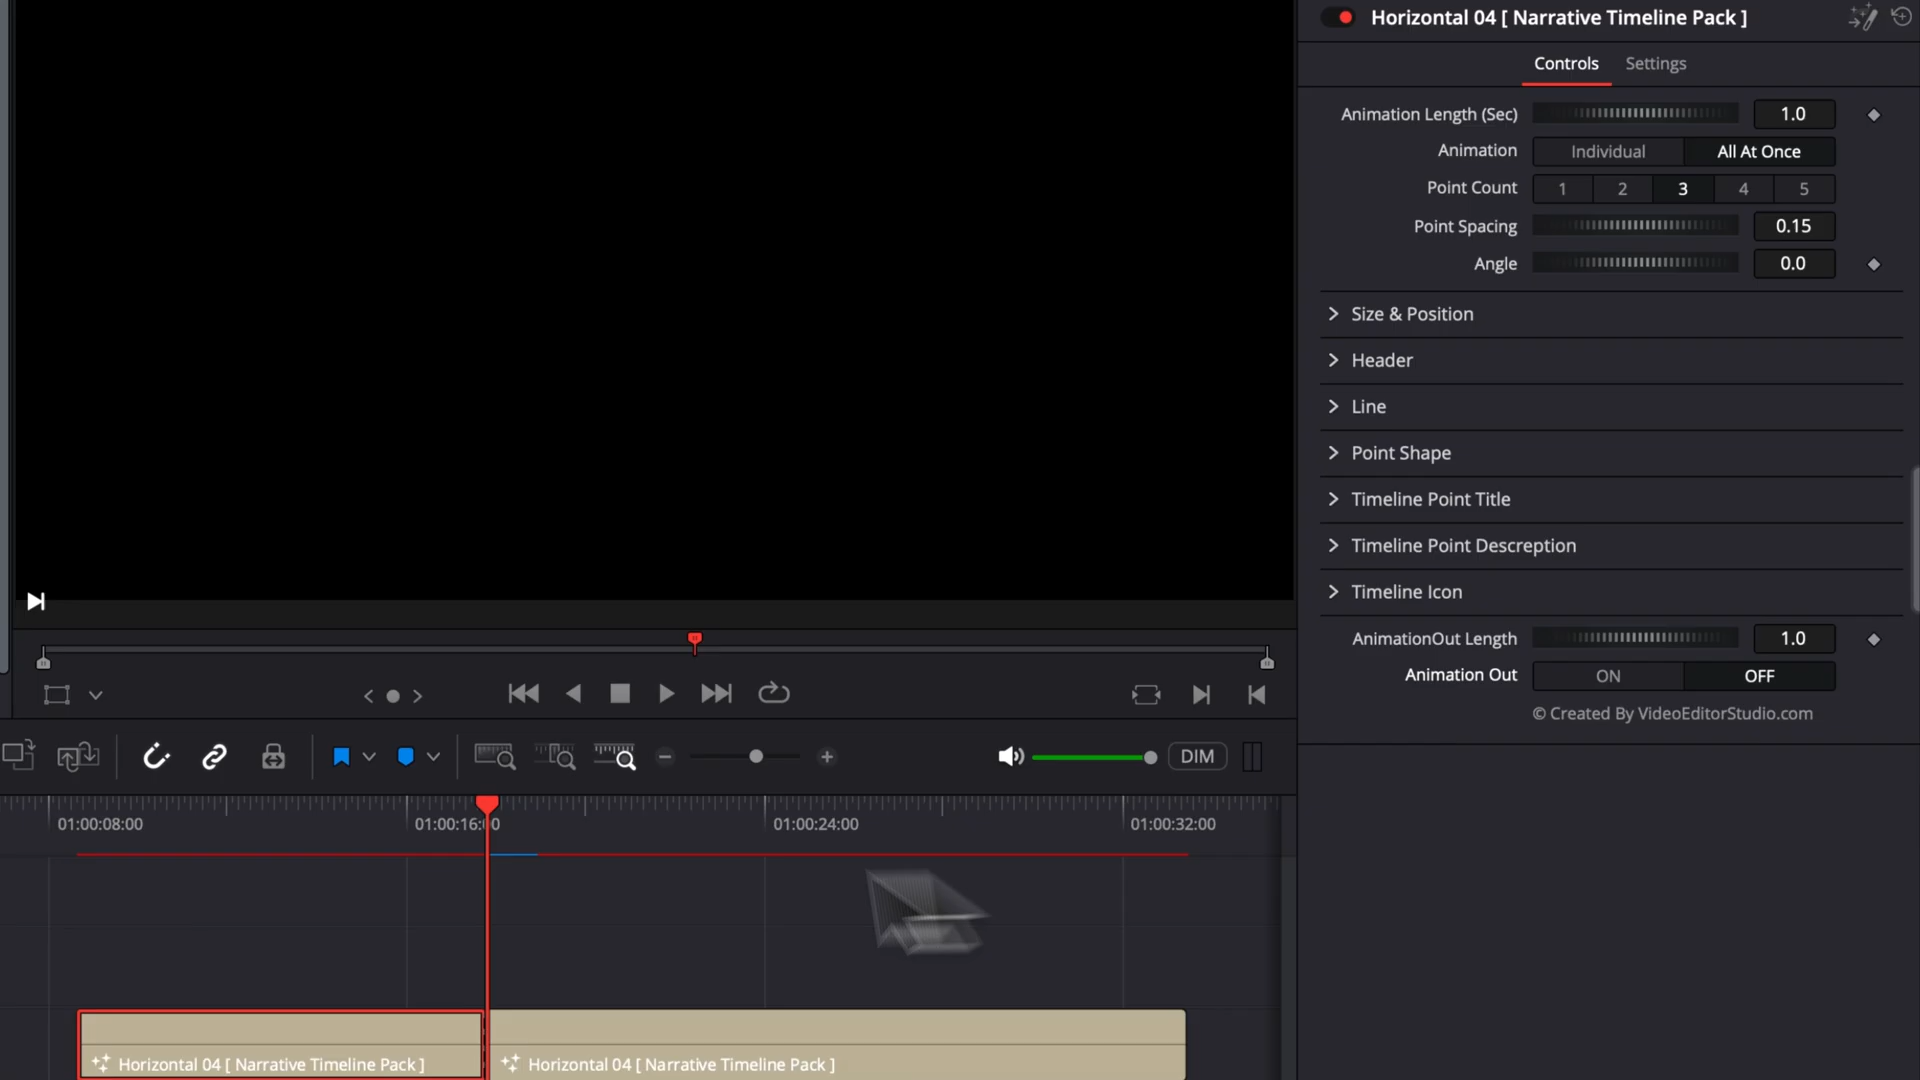 Horizontal 04 [ Narrative Timeline Pack ]
Controls
Settings
Animation Length (Sec)
1.0
Animation
Individual
All At Once
Point Count
1
2
3
4
5
Point Spacing
0.15
Angle
0.0
Size & Position
Header
Line
Point Shape
Timeline Point Title
Timeline Point Descreption
Timeline Icon
AnimationOut Length
1.0
Animation Out
ON
OFF
© Created By VideoEditorStudio.com
DIM
01:00:08:00
01:00:16:00
01:00:24:00
01:00:32:00
Horizontal 04 [ Narrative Timeline Pack ]
Horizontal 04 [ Narrative Timeline Pack ]